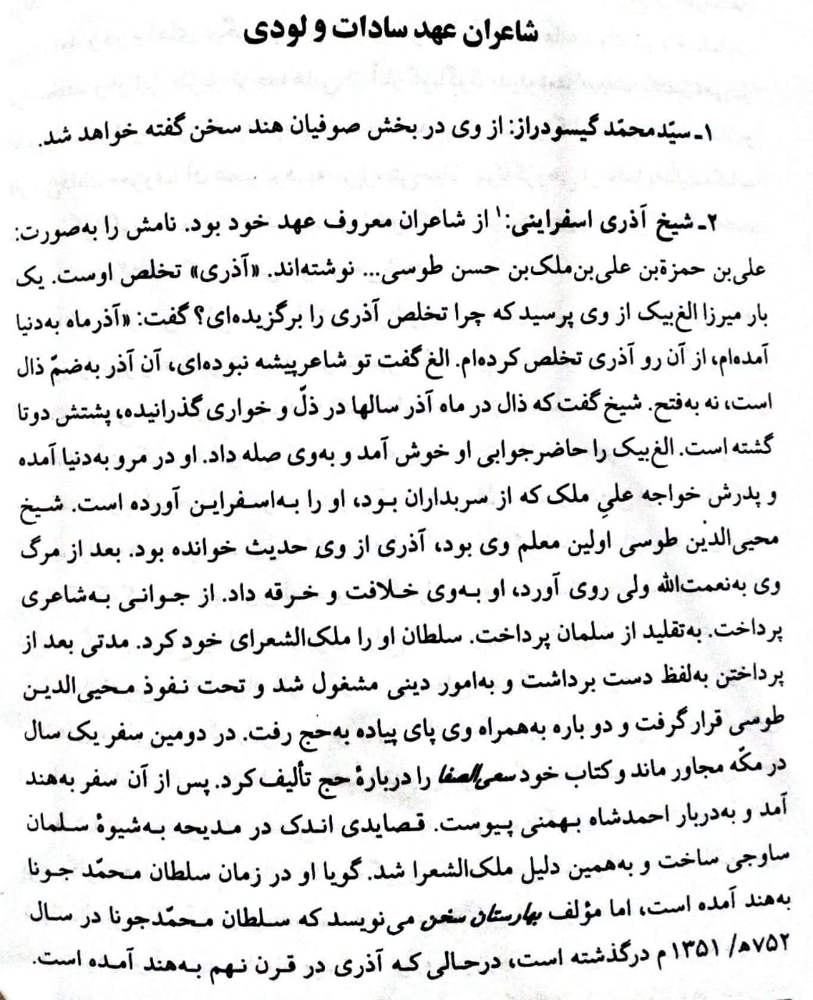 شاعران عهد سادات و لودی
۱ـ سیّد محمّد گیسودراز: از وی در بخش صوفیان هند سخن گفته خواهد شد.
۲ـ شیخ آذری اسفراینی:۱ از شاعران معروف عهد خود بود. نامش را به‌صورت:
علی‌بن حمزة‌بن علی‌بن‌ملک‌بن حسن طوسی... نوشته‌اند. «آذری» تخلص اوست. یک
بار میرزا الغ‌بیک از وی پرسید که چرا تخلص آذری را برگزیده‌ای؟ گفت: «آذر ماه به‌دنیا
آمده‌ام، از آن رو آذری تخلص کرده‌ام. الغ گفت تو شاعرپیشه نبوده‌ای، آن آذر به‌ضمّ ذال
است، نه به‌فتح. شیخ گفت که ذال در ماه آذر سالها در ذلّ و خواری گذرانیده، پشتش دوتا
گشته است. الغ‌بیک را حاضرجوابی او خوش آمد و به‌وی صله داد. او در مرو به‌دنیا آمده
و پدرش خواجه علیِ ملک که از سربداران بود، او را به‌اسفراین آورده است. شیخ
محیی‌الدین طوسی اولین معلم وی بود، آذری از وی حدیث خوانده بود. بعد از مرگ
وی به‌نعمت‌الله ولی روی آورد، او به‌وی خلافت و خرقه داد. از جوانی به‌شاعری
پرداخت. به‌تقلید از سلمان پرداخت. سلطان او را ملک‌الشعرای خود کرد. مدتی بعد از
پرداختن به‌لفظ دست برداشت و به‌امور دینی مشغول شد و تحت نفوذ محیی‌الدین
طوسی قرار گرفت و دو باره به‌همراه وی پای پیاده به‌حج رفت. در دومین سفر یک سال
در مکّه مجاور ماند و کتاب خود سعی‌الصفا را دربارهٔ حج تألیف کرد. پس از آن سفر به‌هند
آمد و به‌دربار احمدشاه بهمنی پیوست. قصایدی اندک در مدیحه به‌شیوهٔ سلمان
ساوجی ساخت و به‌همین دلیل ملک‌الشعرا شد. گویا او در زمان سلطان محمّد جونا
به‌هند آمده است، اما مؤلف بهارستان سخن می‌نویسد که سلطان محمّدجونا در سال
۷۵۲ه‍/ ۱۳۵۱ م درگذشته است، درحالی که آذری در قرن نهم به‌هند آمده است.